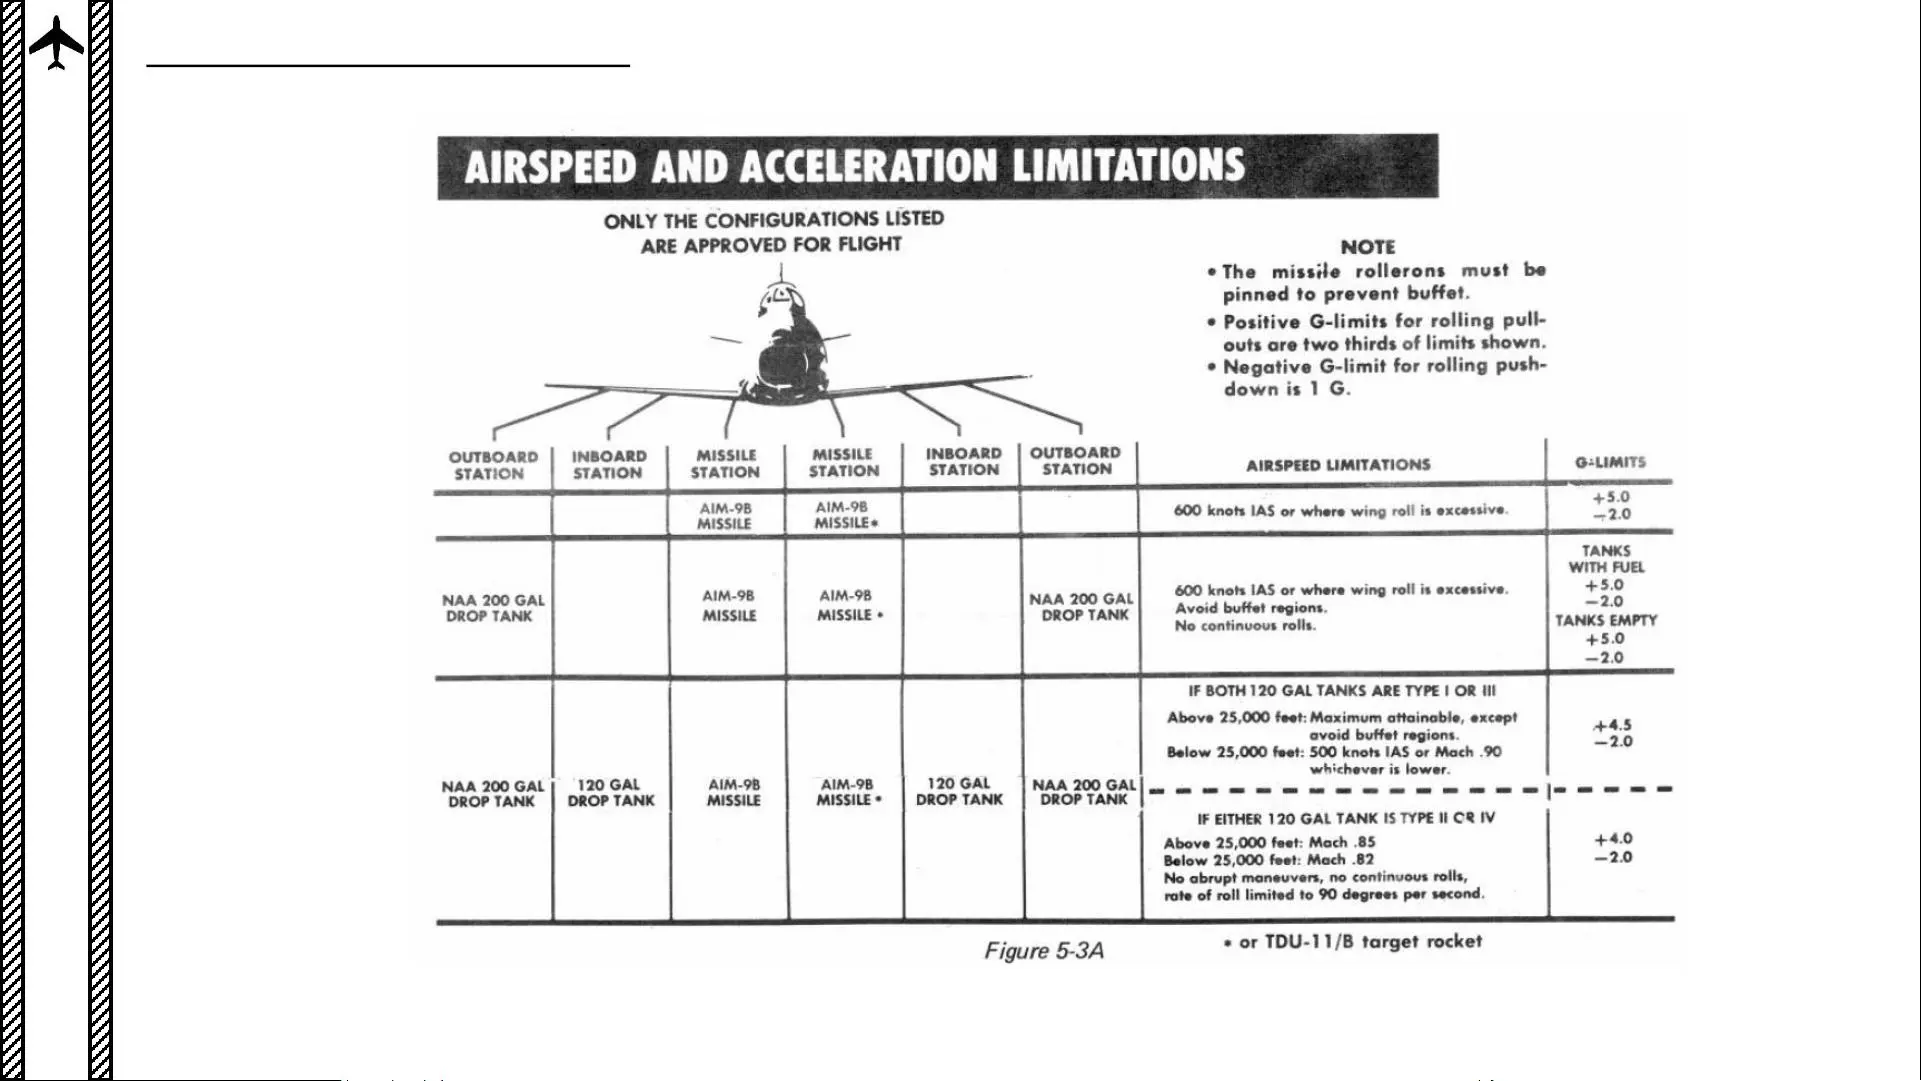 AIRSPEED AND ACCELERATION LIMITATIONS
ONLY THE CONFIGURATIONS LISTED
ARE APPROVED FOR FLIGHT
NOTE
• The missile rollerons must be
pinned to prevent buffet.
• Positive G-limits for rolling pull-
outs are two thirds of limits shown.
• Negative G-limit for rolling push-
down is 1 G.
OUTBOARD STATION INBOARD STATION MISSILE STATION MISSILE STATION INBOARD STATION OUTBOARD STATION AIRSPEED LIMITATIONS G-LIMITS
AIM-9B
MISSILE
AIM-9B
MISSILE*
600 knots IAS or where wing roll is excessive.
+5.0
−2.0
NAA 200 GAL
DROP TANK
AIM-9B
MISSILE
AIM-9B
MISSILE •
NAA 200 GAL
DROP TANK
600 knots IAS or where wing roll is excessive.
Avoid buffet regions.
No continuous rolls.
TANKS
WITH FUEL
+5.0
−2.0
TANKS EMPTY
+5.0
−2.0
NAA 200 GAL
DROP TANK
120 GAL
DROP TANK
AIM-9B
MISSILE
AIM-9B
MISSILE •
120 GAL
DROP TANK
NAA 200 GAL
DROP TANK
IF BOTH 120 GAL TANKS ARE TYPE I OR III
Above 25,000 feet: Maximum attainable, except
avoid buffet regions.
Below 25,000 feet: 500 knots IAS or Mach .90
whichever is lower.
+4.5
−2.0
IF EITHER 120 GAL TANK IS TYPE II OR IV
Above 25,000 feet: Mach .85
Below 25,000 feet: Mach .82
No abrupt maneuvers, no continuous rolls,
rate of roll limited to 90 degrees per second.
+4.0
−2.0
Figure 5-3A
• or TDU-11/B target rocket